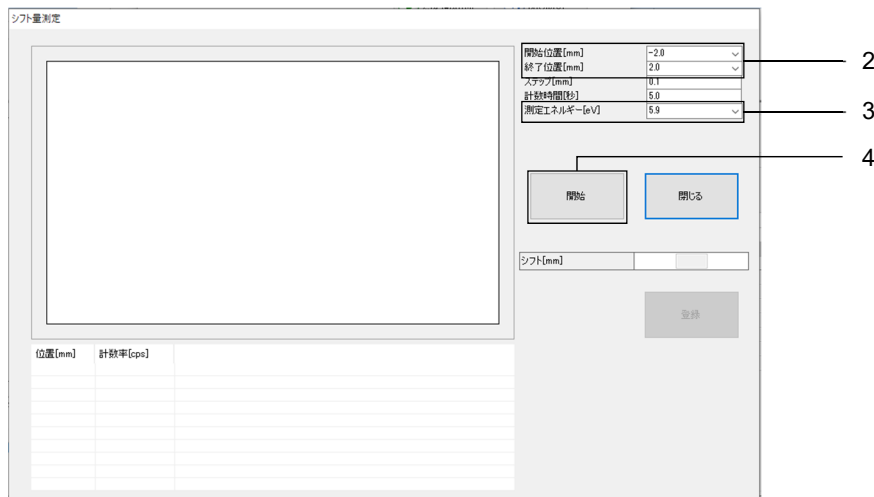 シフト量測定
開始位置[mm] -2.0
終了位置[mm] 2.0
ステップ[mm] 0.1
計数時間[秒] 5.0
測定エネルギー[eV] 5.9
2
3
4
開始
閉じる
シフト[mm]
登録
位置[mm] 計数率[cps]